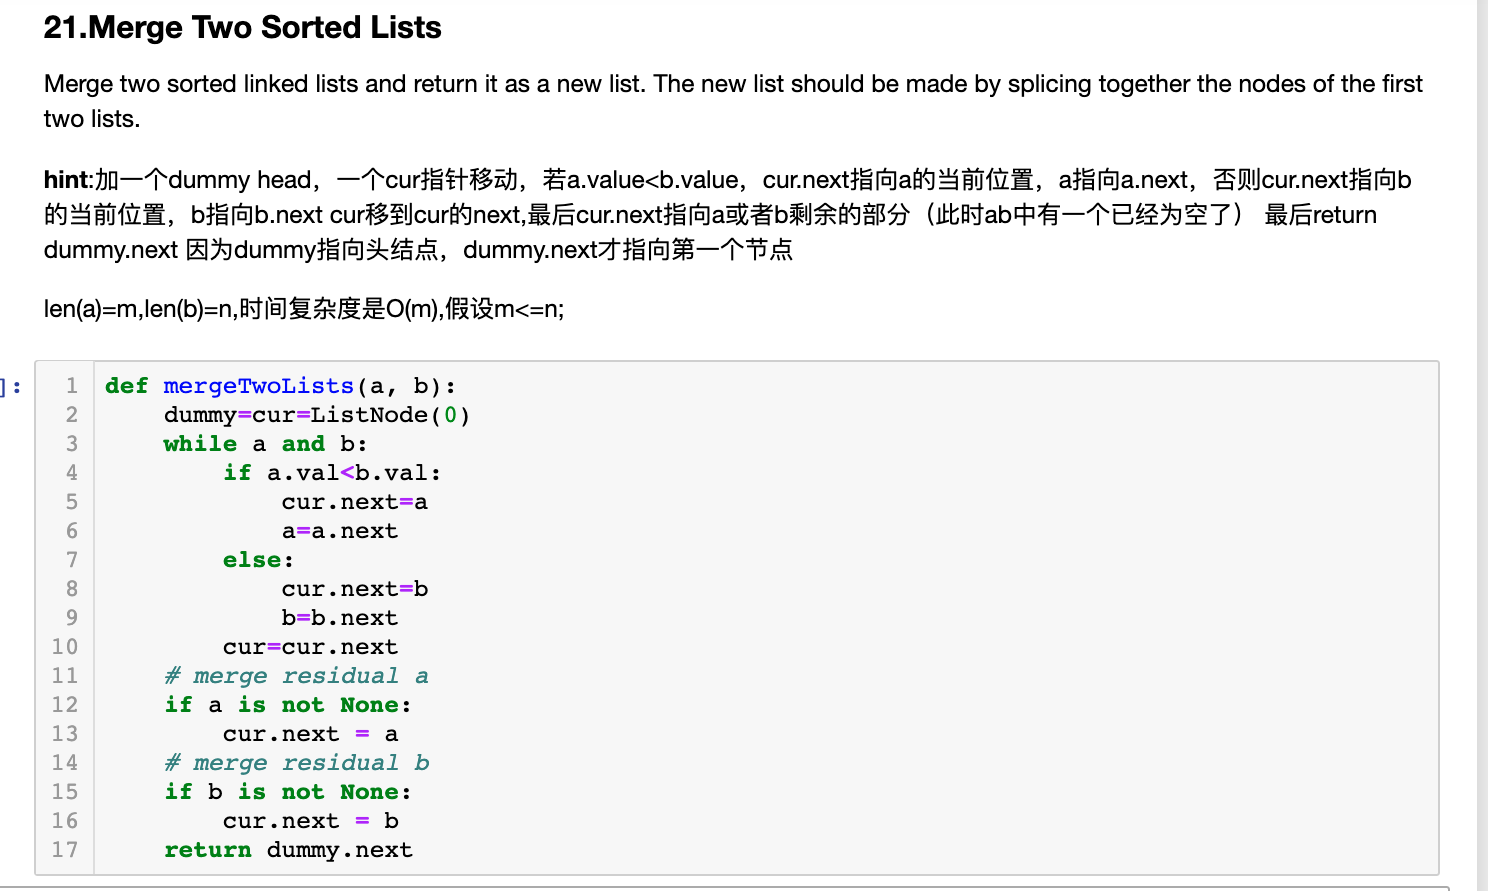 21.Merge Two Sorted Lists
Merge two sorted linked lists and return it as a new list. The new list should be made by splicing together the nodes of the first
two lists.
hint:加一个dummy head，一个cur指针移动，若a.value<b.value，cur.next指向a的当前位置，a指向a.next，否则cur.next指向b
的当前位置，b指向b.next cur移到cur的next,最后cur.next指向a或者b剩余的部分（此时ab中有一个已经为空了） 最后return
dummy.next 因为dummy指向头结点，dummy.next才指向第一个节点
len(a)=m,len(b)=n,时间复杂度是O(m),假设m<=n;
]: 1 def mergeTwoLists(a, b):
2     dummy=cur=ListNode(0)
3     while a and b:
4         if a.val<b.val:
5             cur.next=a
6             a=a.next
7         else:
8             cur.next=b
9             b=b.next
10         cur=cur.next
11     # merge residual a
12     if a is not None:
13         cur.next = a
14     # merge residual b
15     if b is not None:
16         cur.next = b
17     return dummy.next